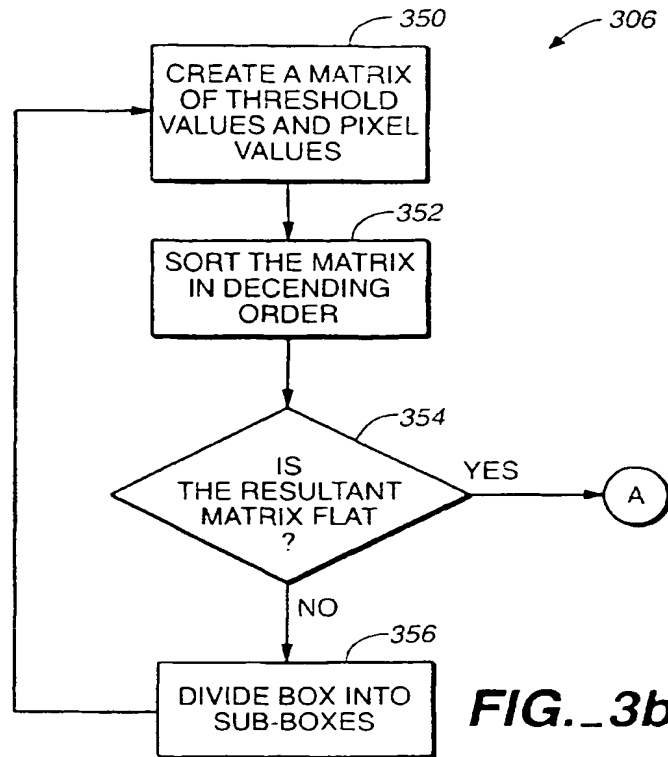 350
306
CREATE A MATRIX
OF THRESHOLD
VALUES AND PIXEL
VALUES
352
SORT THE MATRIX
IN DECENDING
ORDER
354
IS
THE RESULTANT
MATRIX FLAT
?
YES
A
NO
356
DIVIDE BOX INTO
SUB-BOXES
FIG._3b